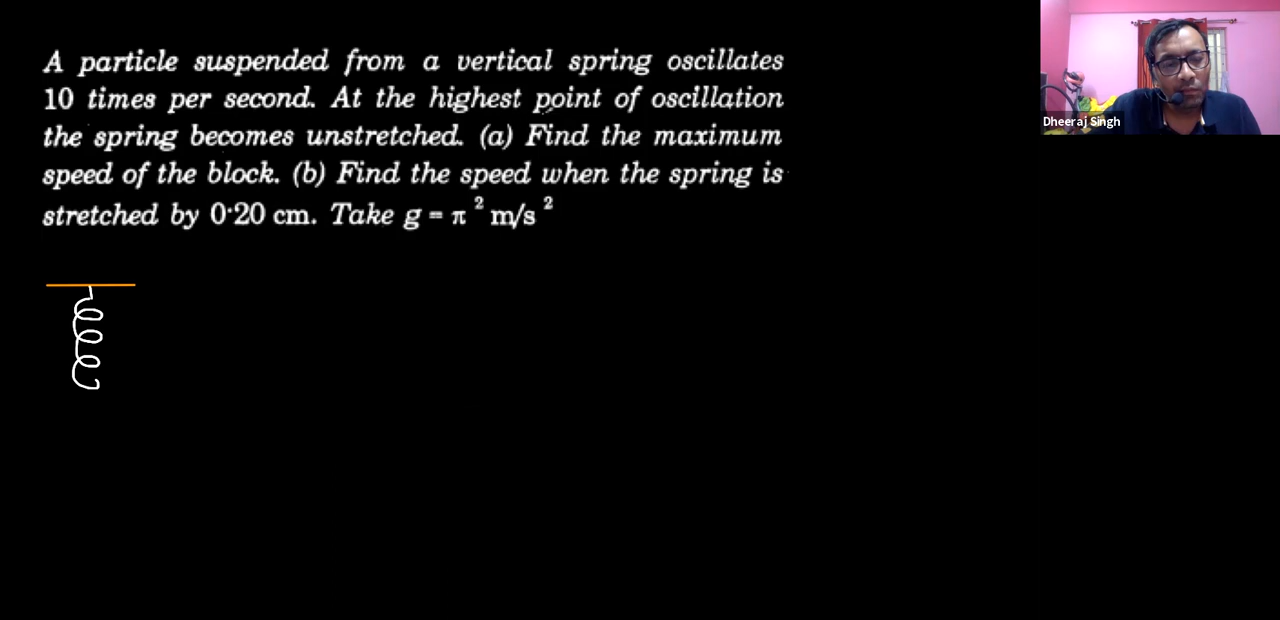 A particle suspended from a vertical spring oscillates
10 times per second. At the highest point of oscillation
the spring becomes unstretched. (a) Find the maximum
speed of the block. (b) Find the speed when the spring is
stretched by 0·20 cm. Take g = π ² m/s ²
Dheeraj Singh